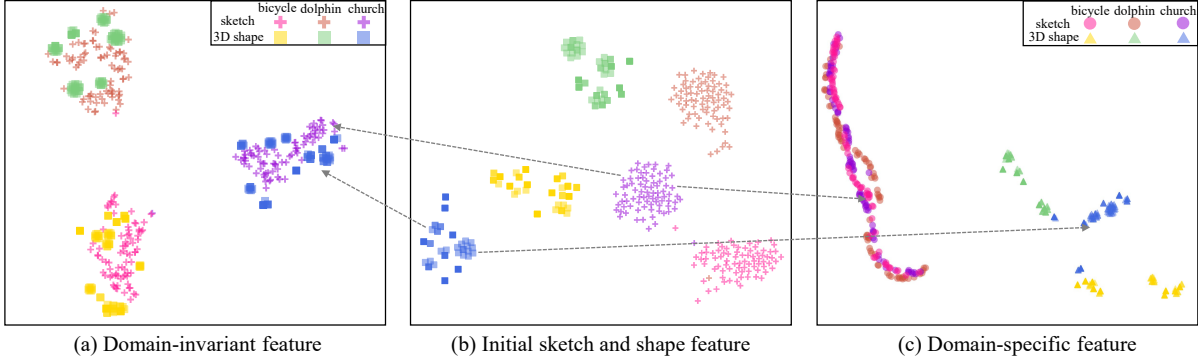 bicycle dolphin church
sketch
3D shape
bicycle dolphin church
sketch
3D shape
(a) Domain-invariant feature
(b) Initial sketch and shape feature
(c) Domain-specific feature